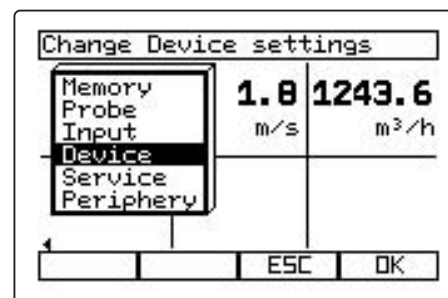 Change Device settings
Memory
Probe
Input
Device
Service
Periphery
1.8 1243.6
m/s m³/h
ESC OK